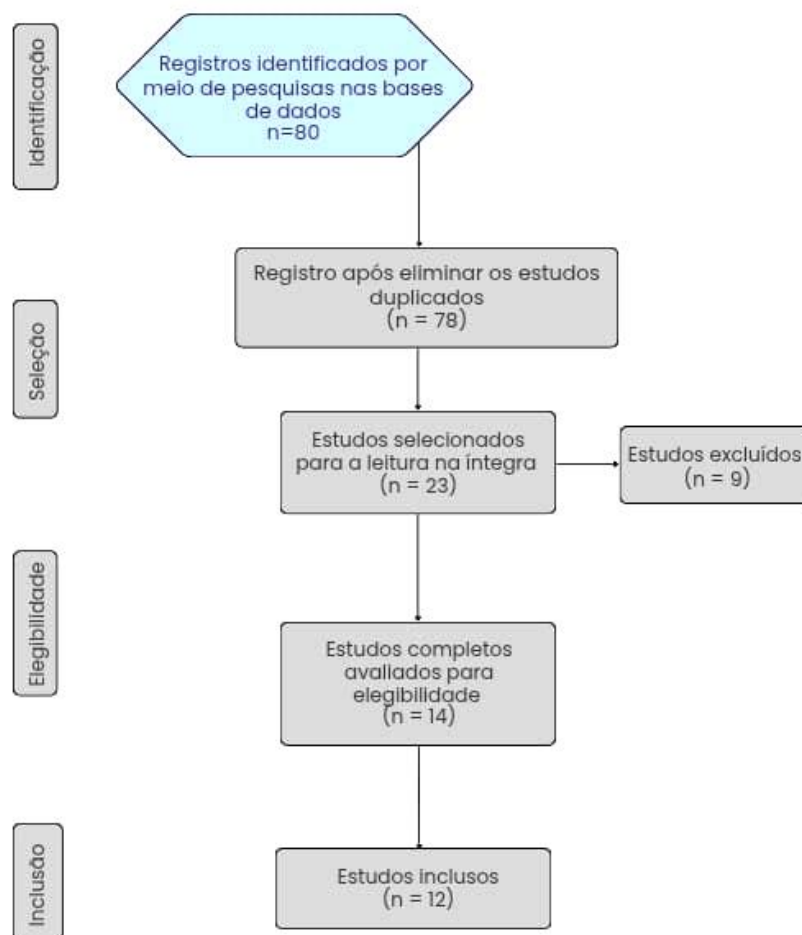 Identificação
Registros identificados por
meio de pesquisas nas bases
de dados
n=80
Seleção
Registro após eliminar os estudos
duplicados
(n = 78)
Estudos selecionados
para a leitura na íntegra
(n = 23)
Estudos excluídos
(n = 9)
Elegibilidade
Estudos completos
avaliados para
elegibilidade
(n = 14)
Inclusão
Estudos inclusos
(n = 12)